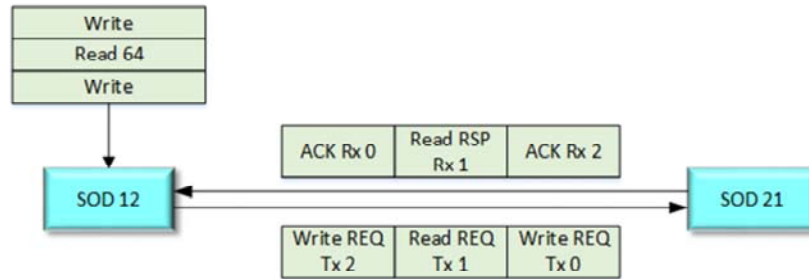 Write
Read 64
Write
ACK Rx 0
Read RSP
Rx 1
ACK Rx 2
SOD 12
SOD 21
Write REQ
Tx 2
Read REQ
Tx 1
Write REQ
Tx 0